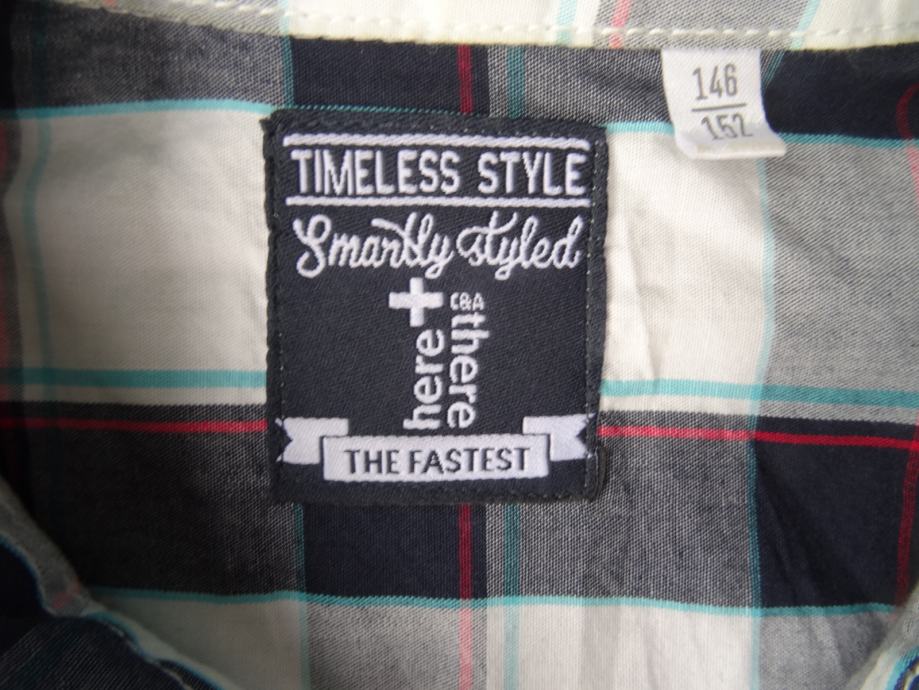 TIMELESS STYLE
Smartly styled
C&A
here + there
THE FASTEST
146
152